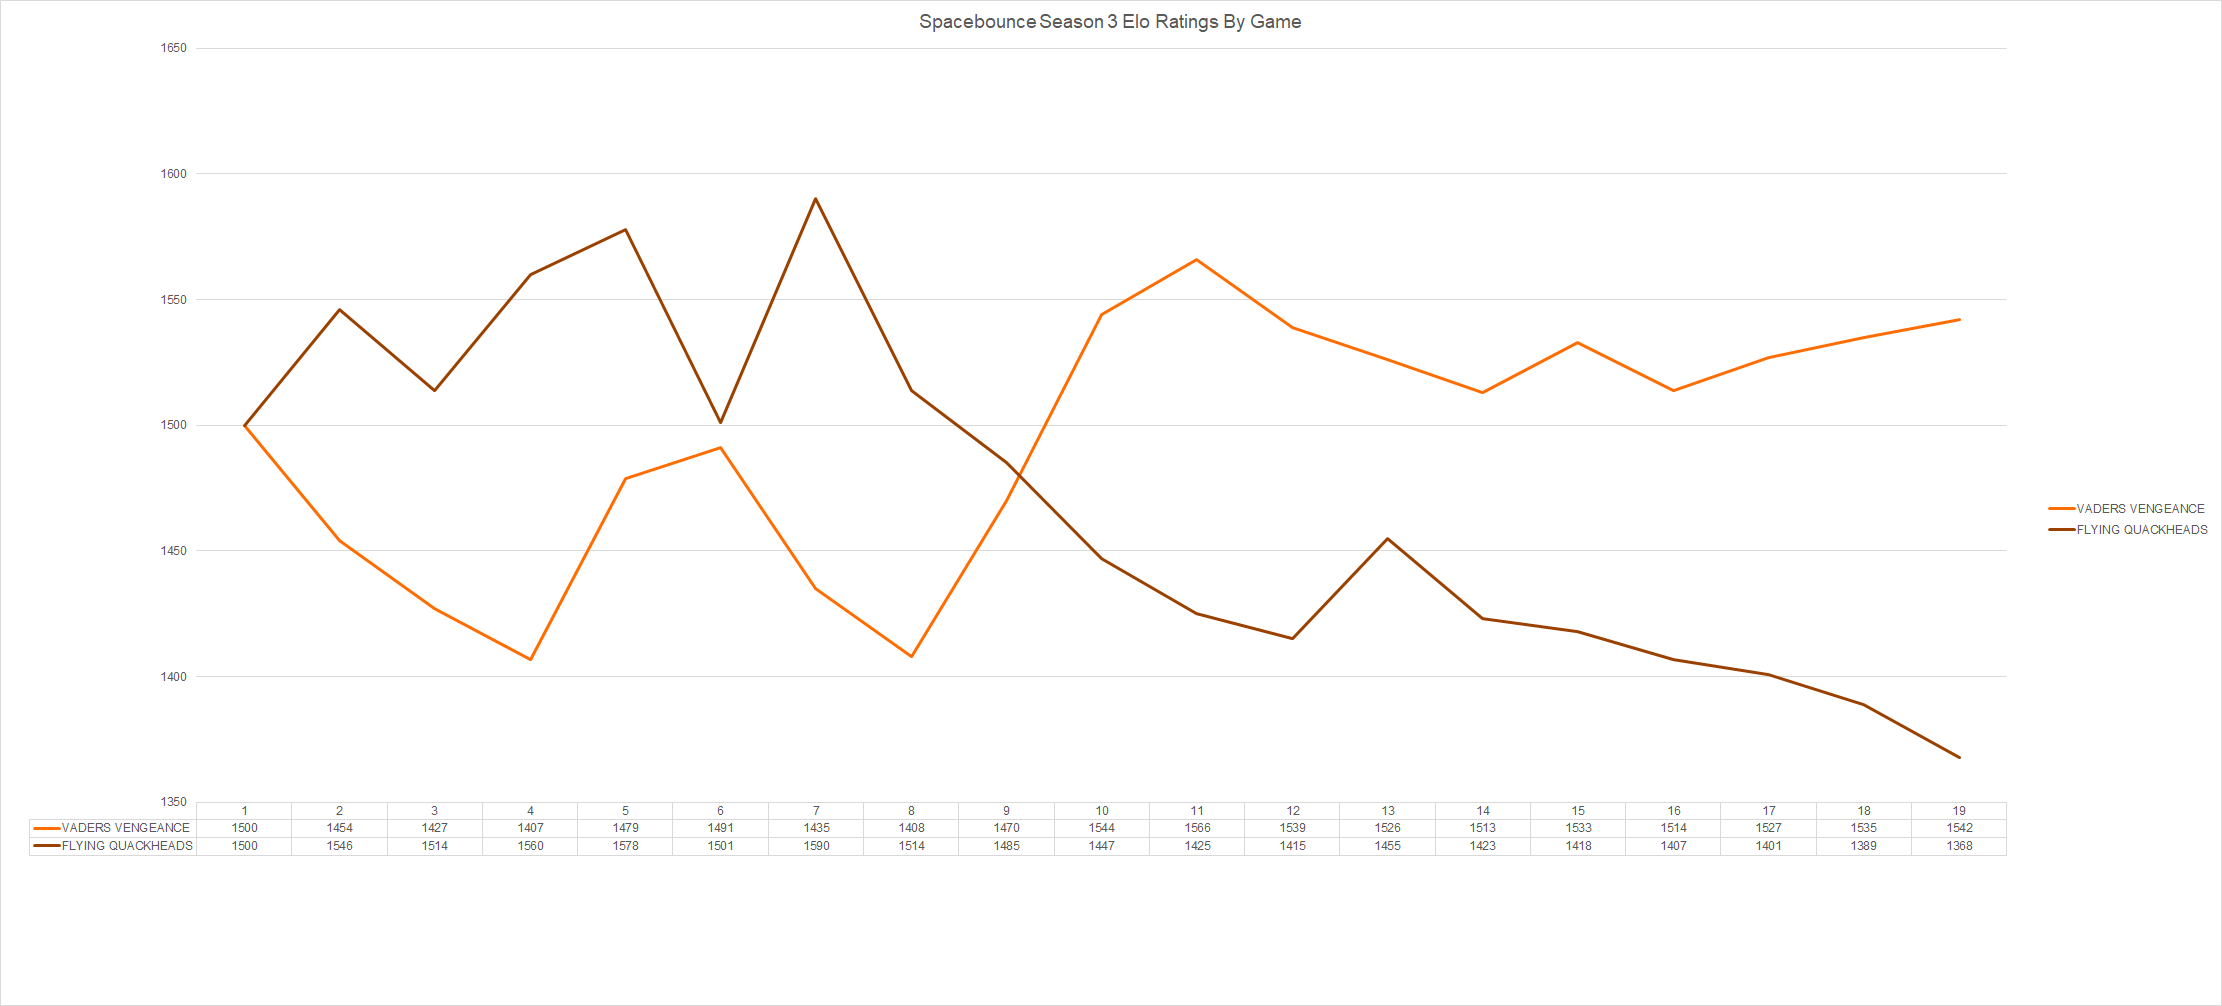 Spacebounce Season 3 Elo Ratings By Game
1650
1600
1550
1500
1450
1400
1350
VADERS VENGEANCE
FLYING QUACKHEADS
1 2 3 4 5 6 7 8 9 10 11 12 13 14 15 16 17 18 19
VADERS VENGEANCE 1500 1454 1427 1407 1479 1491 1435 1408 1470 1544 1566 1539 1526 1513 1533 1514 1527 1535 1542
FLYING QUACKHEADS 1500 1546 1514 1560 1578 1501 1590 1514 1485 1447 1425 1415 1455 1423 1418 1407 1401 1389 1368